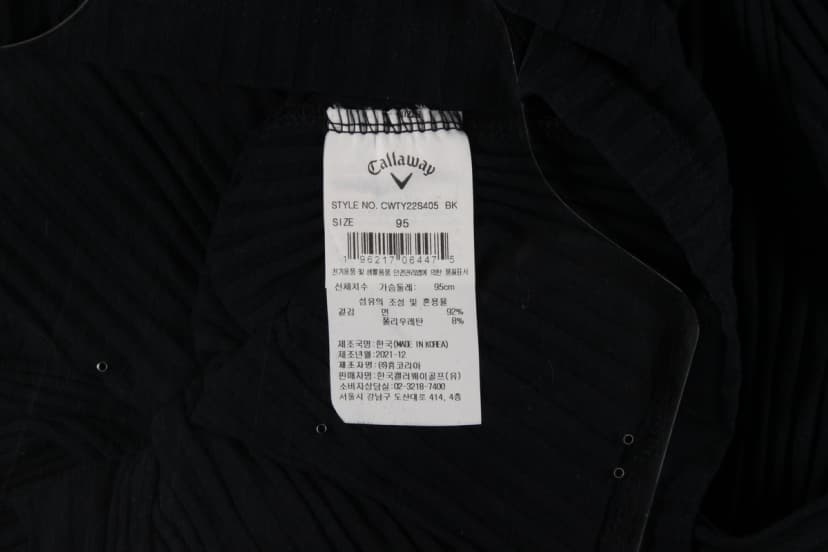 Callaway
STYLE NO. CWTY22S405 BK
SIZE 95
1 96217 06447 5
전기용품 및 생활용품 안전관리법에 의한 품질표시
신체치수 가슴둘레: 95cm
섬유의 조성 및 혼용율
겉감 면 92%
폴리우레탄 8%
제조국명:한국(MADE IN KOREA)
제조년월:2021-12
제조자명:㈜흠코리아
판매자명:한국캘러웨이골프(유)
소비자상담실:02-3218-7400
서울시 강남구 도산대로 414, 4층